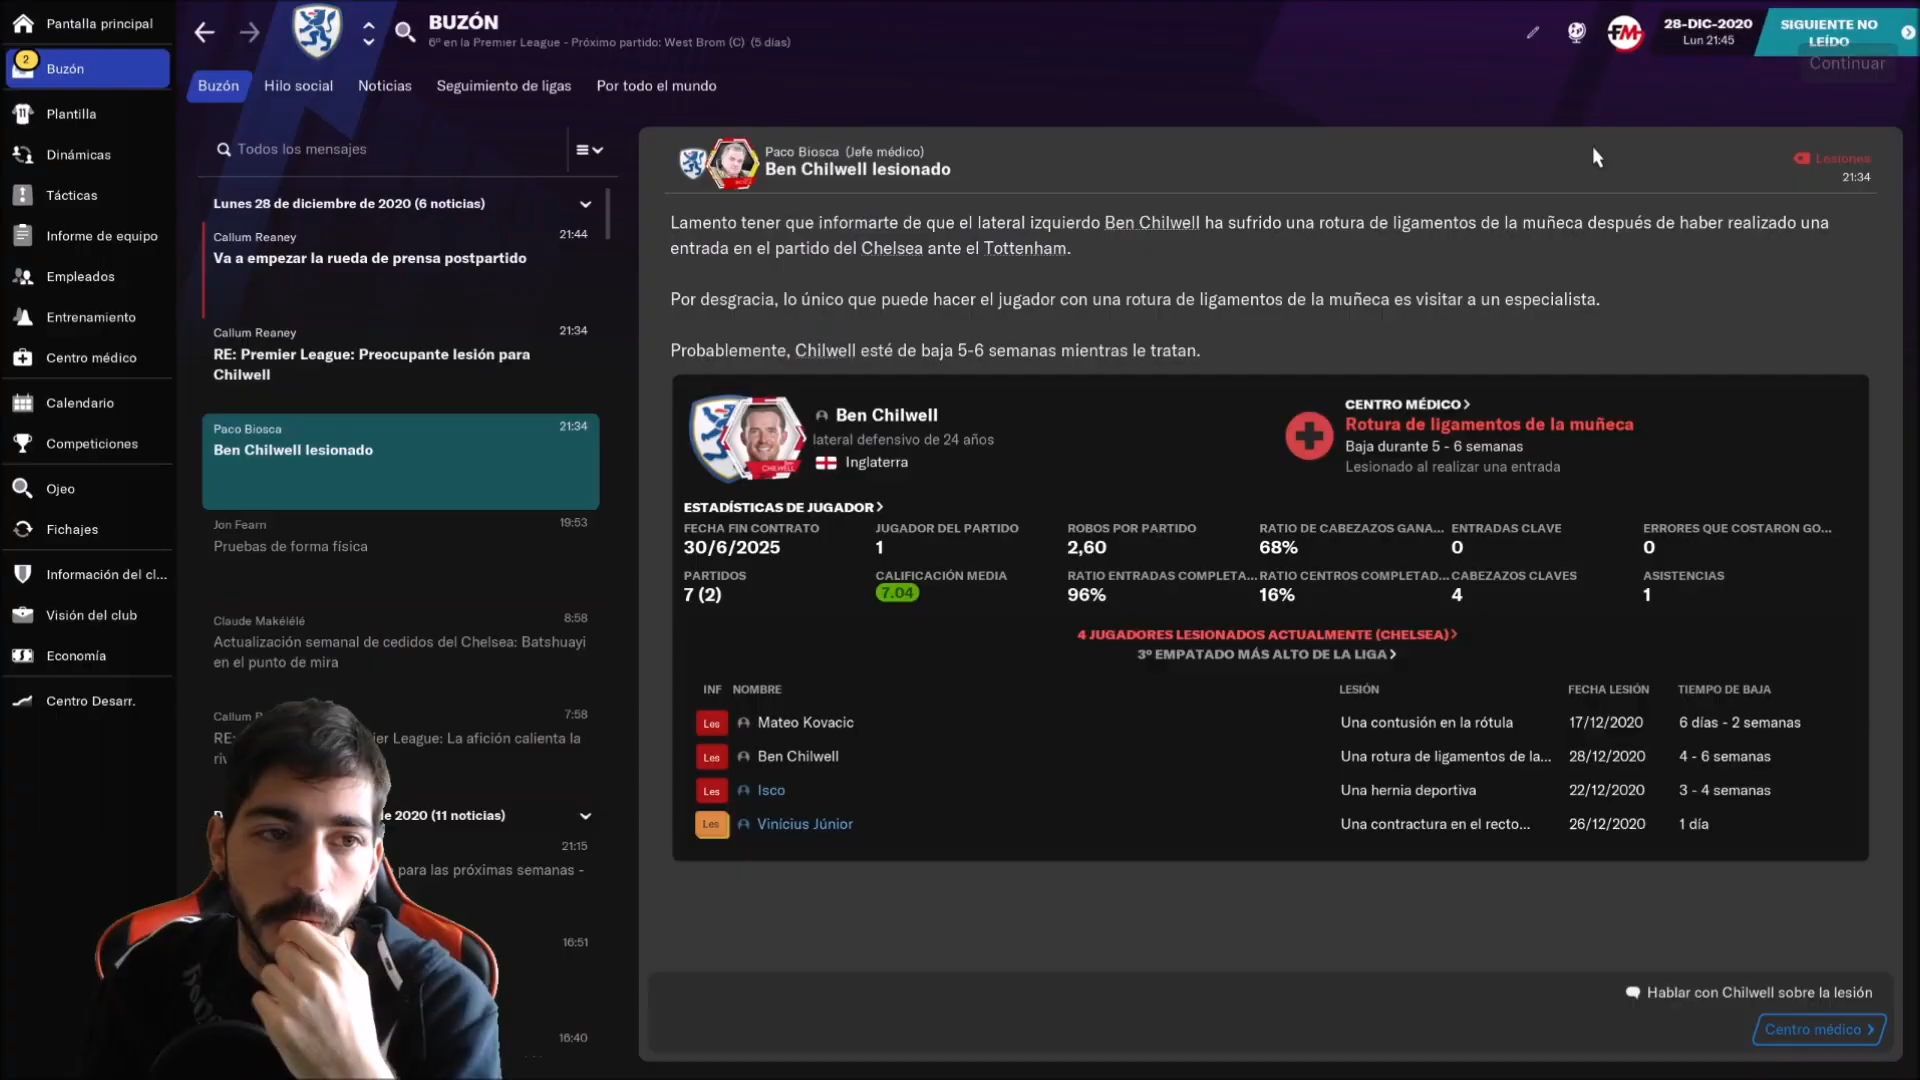 Pantalla principal
2
Buzón
Plantilla
Dinámicas
Tácticas
Informe de equipo
Empleados
Entrenamiento
Centro médico
Calendario
Competiciones
Ojeo
Fichajes
Información del cl...
Visión del club
Economía
Centro Desarr.
BUZÓN
6º en la Premier League - Próximo partido: West Brom (C) (5 días)
FM
28-DIC-2020
Lun 21:45
SIGUIENTE NO
LEÍDO
Continuar
Buzón
Hilo social
Noticias
Seguimiento de ligas
Por todo el mundo
Todos los mensajes
Lunes 28 de diciembre de 2020 (6 noticias)
Callum Reaney 21:44
Va a empezar la rueda de prensa postpartido
Callum Reaney 21:34
RE: Premier League: Preocupante lesión para
Chilwell
Paco Biosca 21:34
Ben Chilwell lesionado
Jon Fearn 19:53
Pruebas de forma física
Claude Makélélé 8:58
Actualización semanal de cedidos del Chelsea: Batshuayi
en el punto de mira
Callum 7:58
RE: ier League: La afición calienta la
e 2020 (11 noticias)
21:15
para las próximas semanas -
16:51
16:40
Paco Biosca (Jefe médico)
Ben Chilwell lesionado
Lesiones
21:34
Lamento tener que informarte de que el lateral izquierdo Ben Chilwell ha sufrido una rotura de ligamentos de la muñeca después de haber realizado una
entrada en el partido del Chelsea ante el Tottenham.
Por desgracia, lo único que puede hacer el jugador con una rotura de ligamentos de la muñeca es visitar a un especialista.
Probablemente, Chilwell esté de baja 5-6 semanas mientras le tratan.
CHILWELL
Ben Chilwell
lateral defensivo de 24 años
Inglaterra
CENTRO MÉDICO
Rotura de ligamentos de la muñeca
Baja durante 5 - 6 semanas
Lesionado al realizar una entrada
ESTADÍSTICAS DE JUGADOR
FECHA FIN CONTRATO JUGADOR DEL PARTIDO ROBOS POR PARTIDO RATIO DE CABEZAZOS GANA... ENTRADAS CLAVE ERRORES QUE COSTARON GO...
30/6/2025 1 2,60 68% 0 0
PARTIDOS CALIFICACIÓN MEDIA RATIO ENTRADAS COMPLETA... RATIO CENTROS COMPLETAD... CABEZAZOS CLAVES ASISTENCIAS
7 (2) 7.04 96% 16% 4 1
4 JUGADORES LESIONADOS ACTUALMENTE (CHELSEA)
3º EMPATADO MÁS ALTO DE LA LIGA
INF NOMBRE LESIÓN FECHA LESIÓN TIEMPO DE BAJA
Les Mateo Kovacic Una contusión en la rótula 17/12/2020 6 días - 2 semanas
Les Ben Chilwell Una rotura de ligamentos de la... 28/12/2020 4 - 6 semanas
Les Isco Una hernia deportiva 22/12/2020 3 - 4 semanas
Les Vinícius Júnior Una contractura en el recto... 26/12/2020 1 día
Hablar con Chilwell sobre la lesión
Centro médico